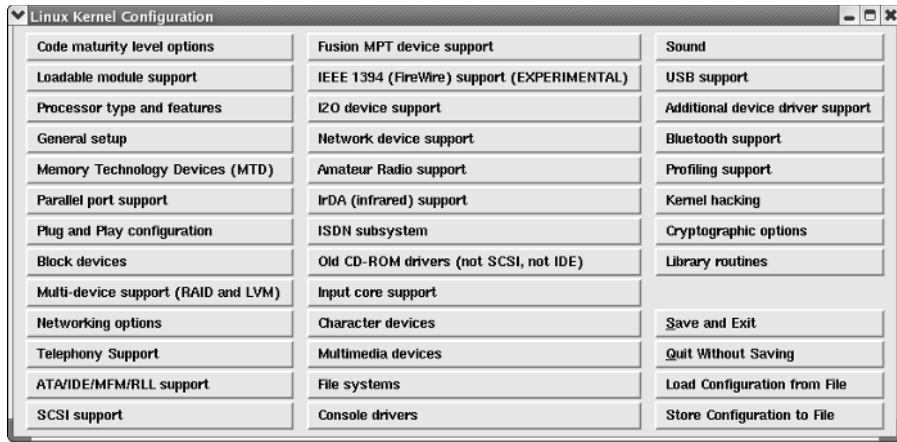 Linux Kernel Configuration
Code maturity level options
Loadable module support
Processor type and features
General setup
Memory Technology Devices (MTD)
Parallel port support
Plug and Play configuration
Block devices
Multi-device support (RAID and LVM)
Networking options
Telephony Support
ATA/IDE/MFM/RLL support
SCSI support
Fusion MPT device support
IEEE 1394 (FireWire) support (EXPERIMENTAL)
I2O device support
Network device support
Amateur Radio support
IrDA (infrared) support
ISDN subsystem
Old CD-ROM drivers (not SCSI, not IDE)
Input core support
Character devices
Multimedia devices
File systems
Console drivers
Sound
USB support
Additional device driver support
Bluetooth support
Profiling support
Kernel hacking
Cryptographic options
Library routines
Save and Exit
Quit Without Saving
Load Configuration from File
Store Configuration to File